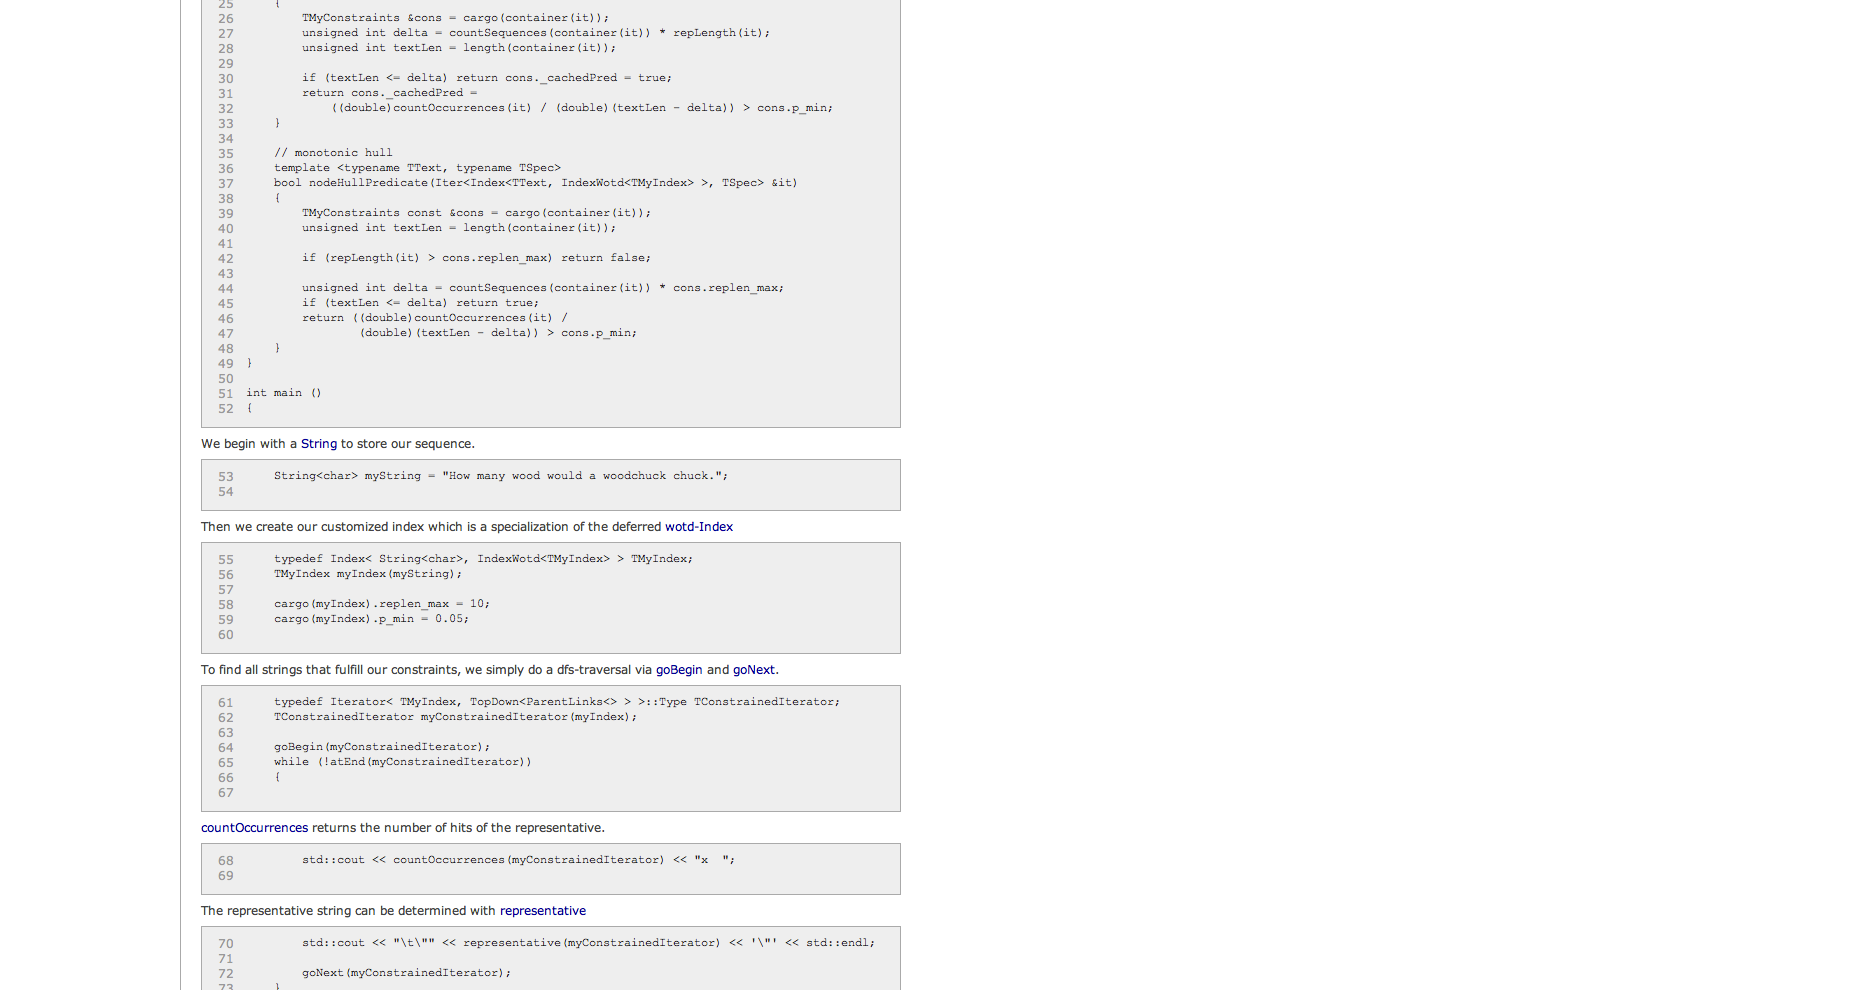 25 {
26 TMyConstraints &cons = cargo(container(it));
27 unsigned int delta = countSequences(container(it)) * repLength(it);
28 unsigned int textLen = length(container(it));
29
30 if (textLen <= delta) return cons._cachedPred = true;
31 return cons._cachedPred =
32 ((double)countOccurrences(it) / (double)(textLen - delta)) > cons.p_min;
33 }
34
35 // monotonic hull
36 template <typename TText, typename TSpec>
37 bool nodeHullPredicate(Iter<Index<TText, IndexWotd<TMyIndex> >, TSpec> &it)
38 {
39 TMyConstraints const &cons = cargo(container(it));
40 unsigned int textLen = length(container(it));
41
42 if (repLength(it) > cons.replen_max) return false;
43
44 unsigned int delta = countSequences(container(it)) * cons.replen_max;
45 if (textLen <= delta) return true;
46 return ((double)countOccurrences(it) /
47 (double)(textLen - delta)) > cons.p_min;
48 }
49 }
50
51 int main ()
52 {
We begin with a String to store our sequence.
53 String<char> myString = "How many wood would a woodchuck chuck.";
54
Then we create our customized index which is a specialization of the deferred wotd-Index
55 typedef Index< String<char>, IndexWotd<TMyIndex> > TMyIndex;
56 TMyIndex myIndex(myString);
57
58 cargo(myIndex).replen_max = 10;
59 cargo(myIndex).p_min = 0.05;
60
To find all strings that fulfill our constraints, we simply do a dfs-traversal via goBegin and goNext.
61 typedef Iterator< TMyIndex, TopDown<ParentLinks<> > >::Type TConstrainedIterator;
62 TConstrainedIterator myConstrainedIterator(myIndex);
63
64 goBegin(myConstrainedIterator);
65 while (!atEnd(myConstrainedIterator))
66 {
67
countOccurrences returns the number of hits of the representative.
68 std::cout << countOccurrences(myConstrainedIterator) << "x  ";
69
The representative string can be determined with representative
70 std::cout << "\t\"" << representative(myConstrainedIterator) << '\"' << std::endl;
71
72 goNext(myConstrainedIterator);
73 }